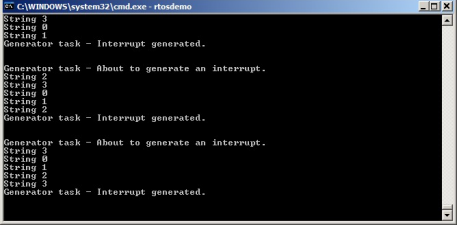 C:\WINDOWS\system32\cmd.exe - rtosdemo
String 3
String 0
String 1
Generator task - Interrupt generated.
Generator task - About to generate an interrupt.
String 2
String 3
String 0
String 1
String 2
Generator task - Interrupt generated.
Generator task - About to generate an interrupt.
String 3
String 0
String 1
String 2
String 3
Generator task - Interrupt generated.